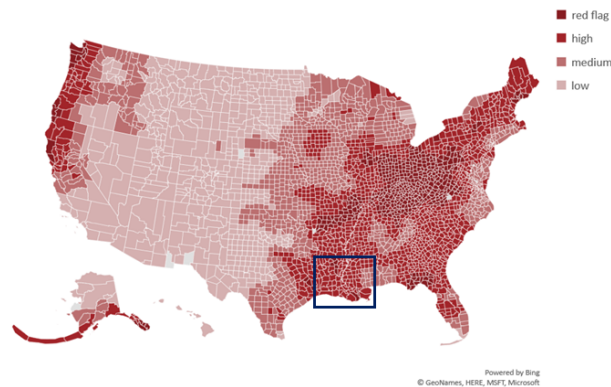 red flag
high
medium
low
Powered by Bing
© GeoNames, HERE, MSFT, Microsoft